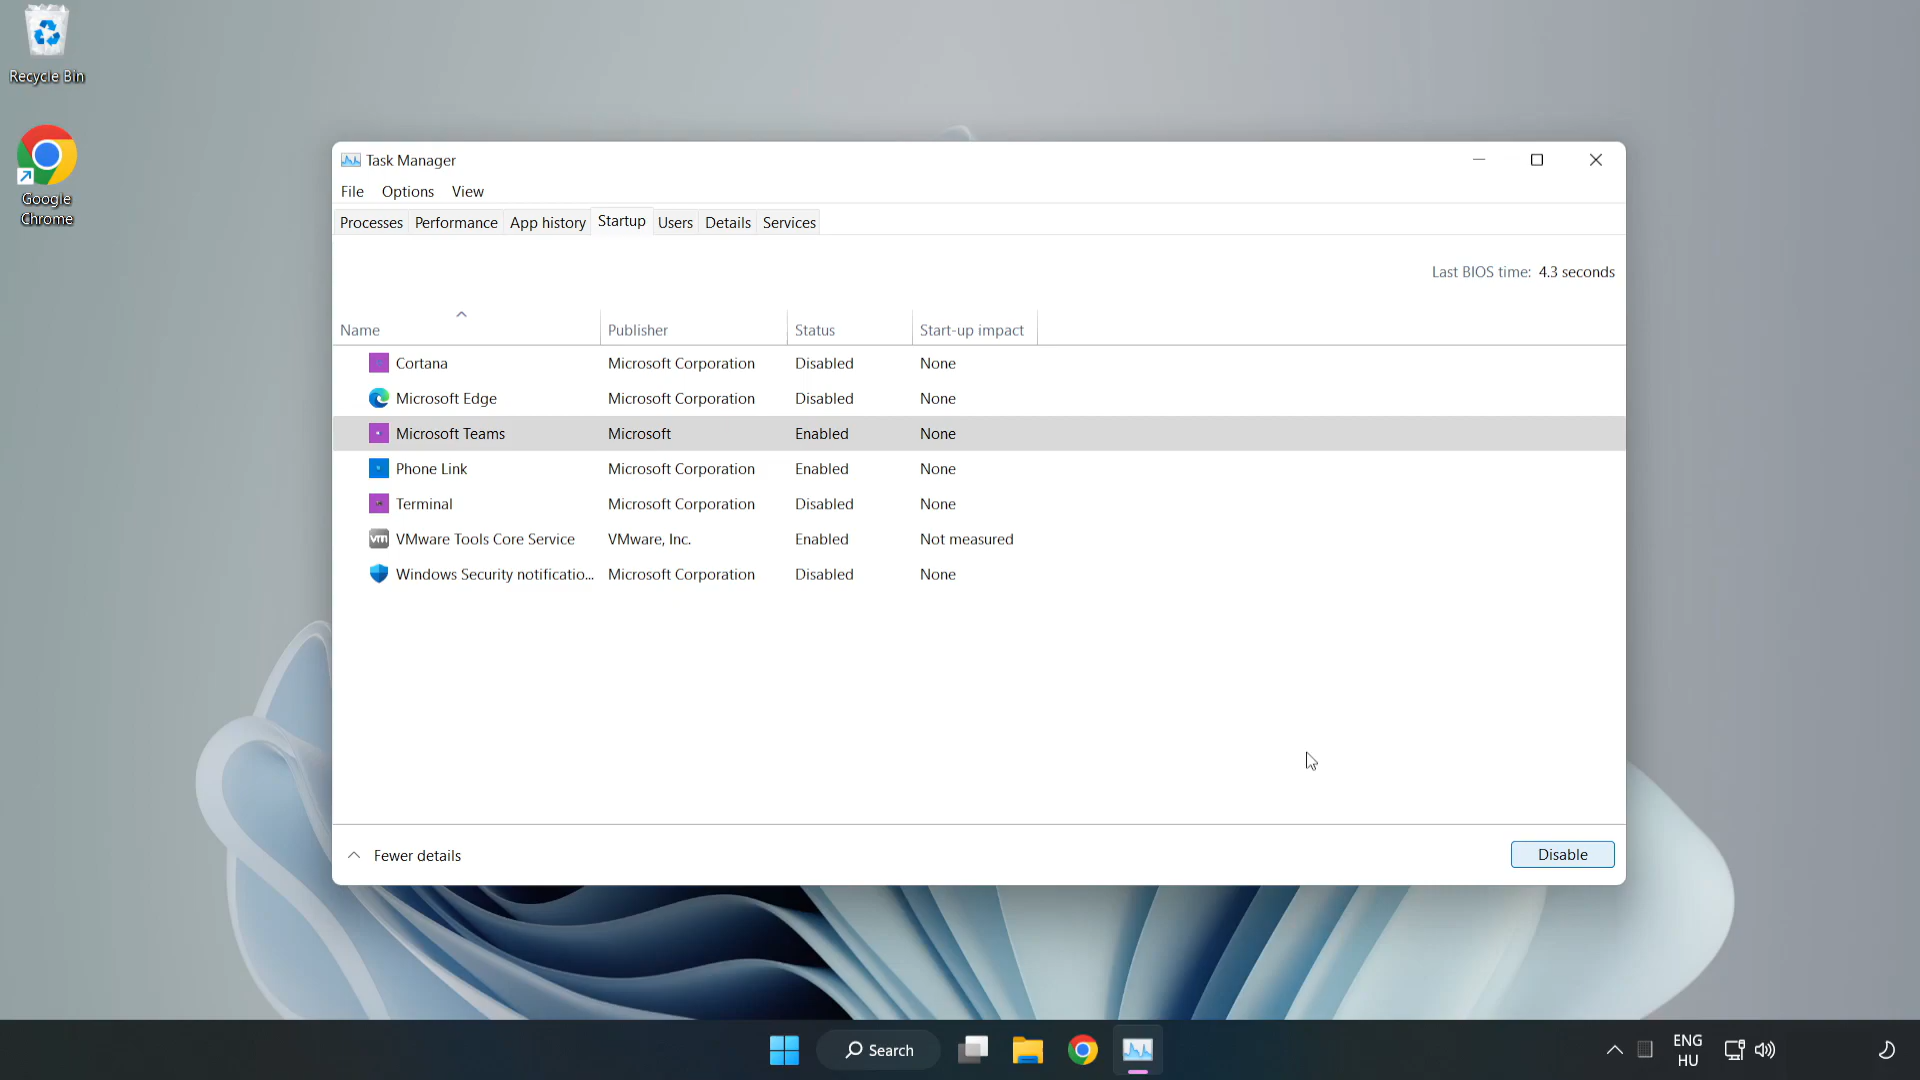 Recycle Bin
Google
Chrome
Task Manager
File Options View
Processes Performance App history Startup Users Details Services
Last BIOS time: 4.3 seconds
Name Publisher Status Start-up impact
Cortana Microsoft Corporation Disabled None
Microsoft Edge Microsoft Corporation Disabled None
Microsoft Teams Microsoft Enabled None
Phone Link Microsoft Corporation Enabled None
Terminal Microsoft Corporation Disabled None
vm VMware Tools Core Service VMware, Inc. Enabled Not measured
Windows Security notificatio... Microsoft Corporation Disabled None
Fewer details Disable
Search
ENG
HU